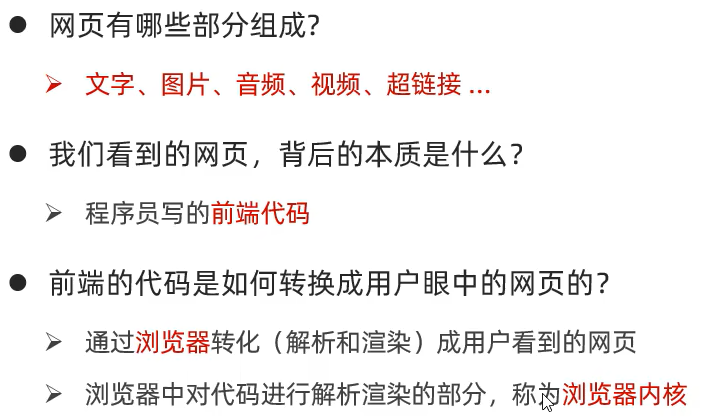 ● 网页有哪些部分组成?
➢ 文字、图片、音频、视频、超链接 ...
● 我们看到的网页，背后的本质是什么?
➢ 程序员写的前端代码
● 前端的代码是如何转换成用户眼中的网页的?
➢ 通过浏览器转化（解析和渲染）成用户看到的网页
➢ 浏览器中对代码进行解析渲染的部分，称为浏览器内核